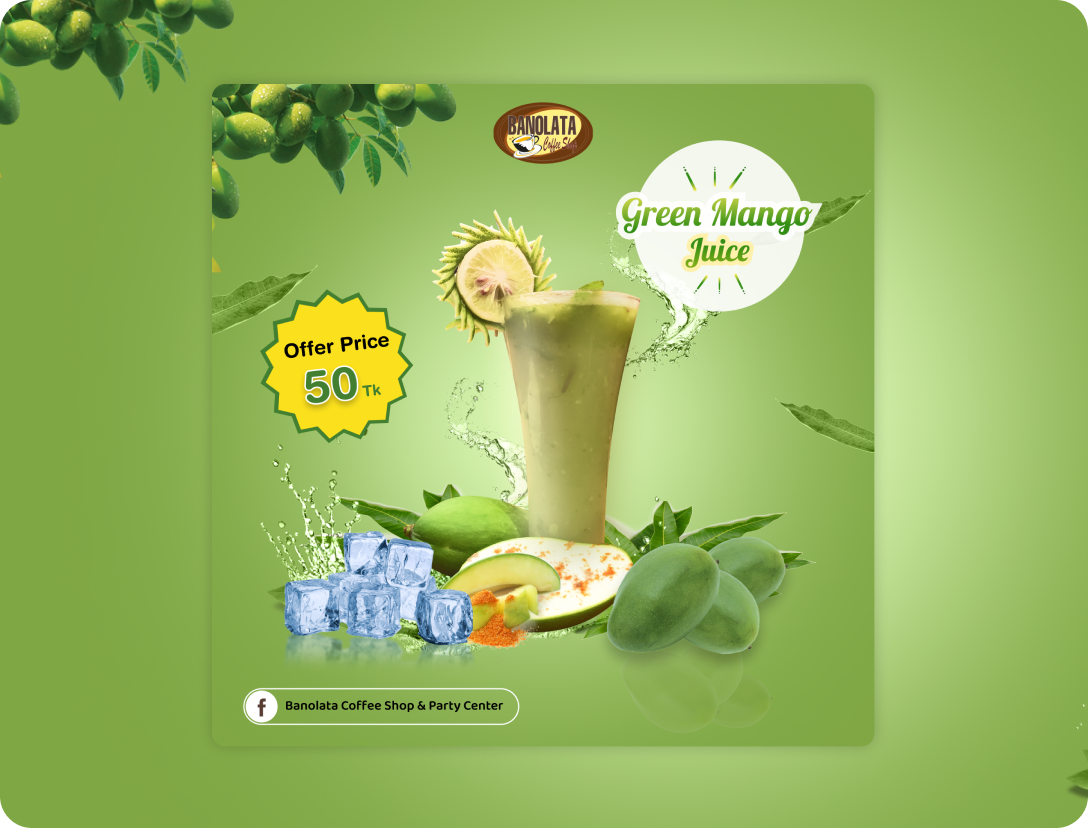 BANOLATA
Coffee Shop
Green Mango
Juice
Offer Price
50 Tk
Banolata Coffee Shop & Party Center